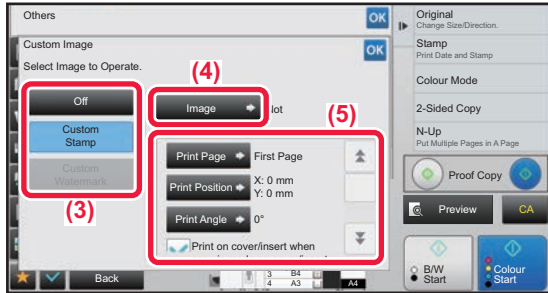 Others
OK
Custom Image
OK
Select Image to Operate.
(4)
Off
Image
lot
(5)
Custom
Stamp
Custom
Watermark
(3)
Print Page
First Page
Print Position
X: 0 mm
Y: 0 mm
Print Angle
0°
Print on cover/insert when
Back
3 B4
4 A3
A4
Original
Change Size/Direction.
Stamp
Print Date and Stamp
Colour Mode
2-Sided Copy
N-Up
Put Multiple Pages in A Page
Proof Copy
Preview
CA
B/W
Start
Colour
Start